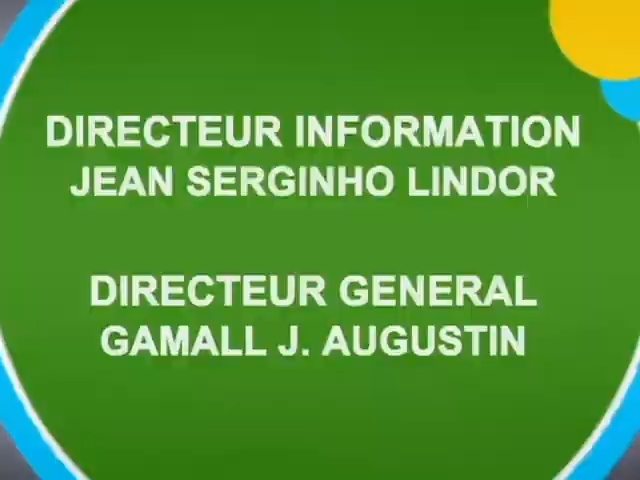 DIRECTEUR INFORMATION
JEAN SERGINHO LINDOR
DIRECTEUR GENERAL
GAMALL J. AUGUSTIN